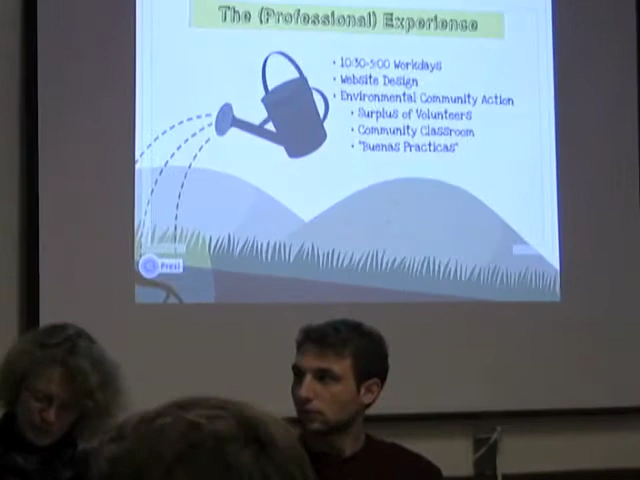 The (Professional) Experience
• 10:30-5:00 Workdays
• Website Design
• Environmental Community Action
• Surplus of Volunteers
• Community Classroom
• "Buenas Practicas"
Prezi